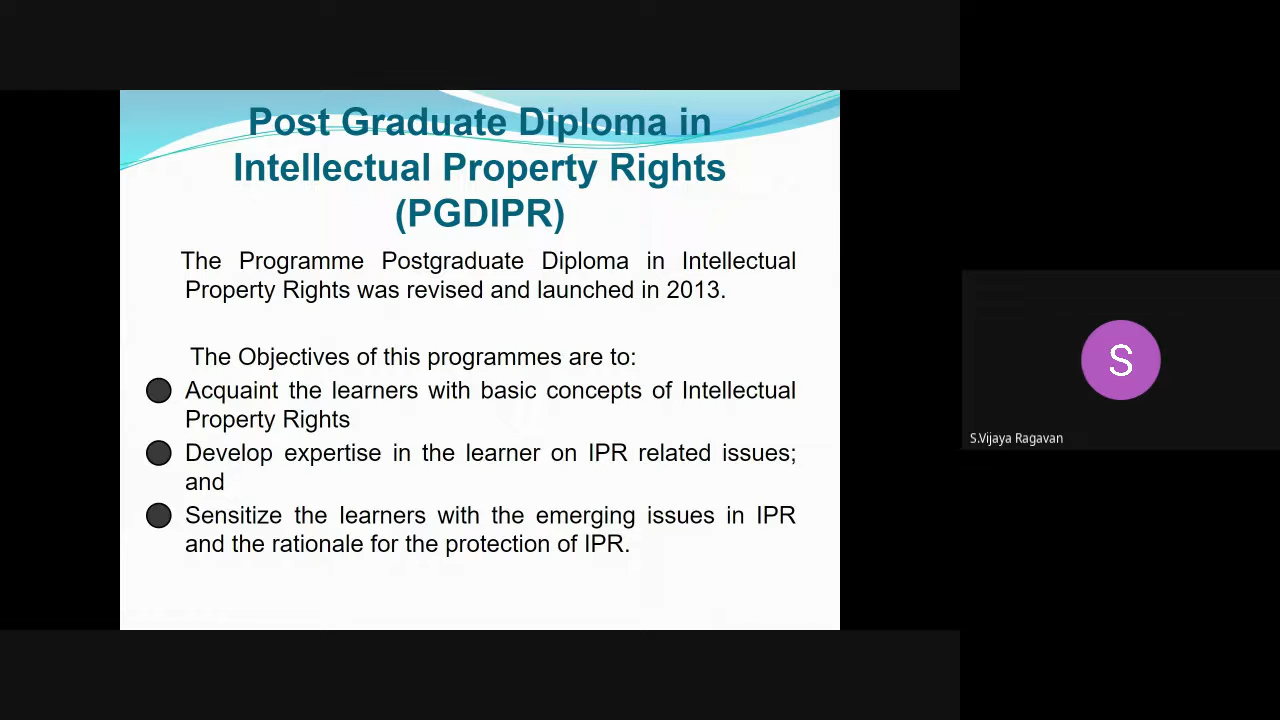 Post Graduate Diploma in
Intellectual Property Rights
(PGDIPR)
The Programme Postgraduate Diploma in Intellectual
Property Rights was revised and launched in 2013.
The Objectives of this programmes are to:
Acquaint the learners with basic concepts of Intellectual
Property Rights
Develop expertise in the learner on IPR related issues;
and
Sensitize the learners with the emerging issues in IPR
and the rationale for the protection of IPR.
S
S.Vijaya Ragavan